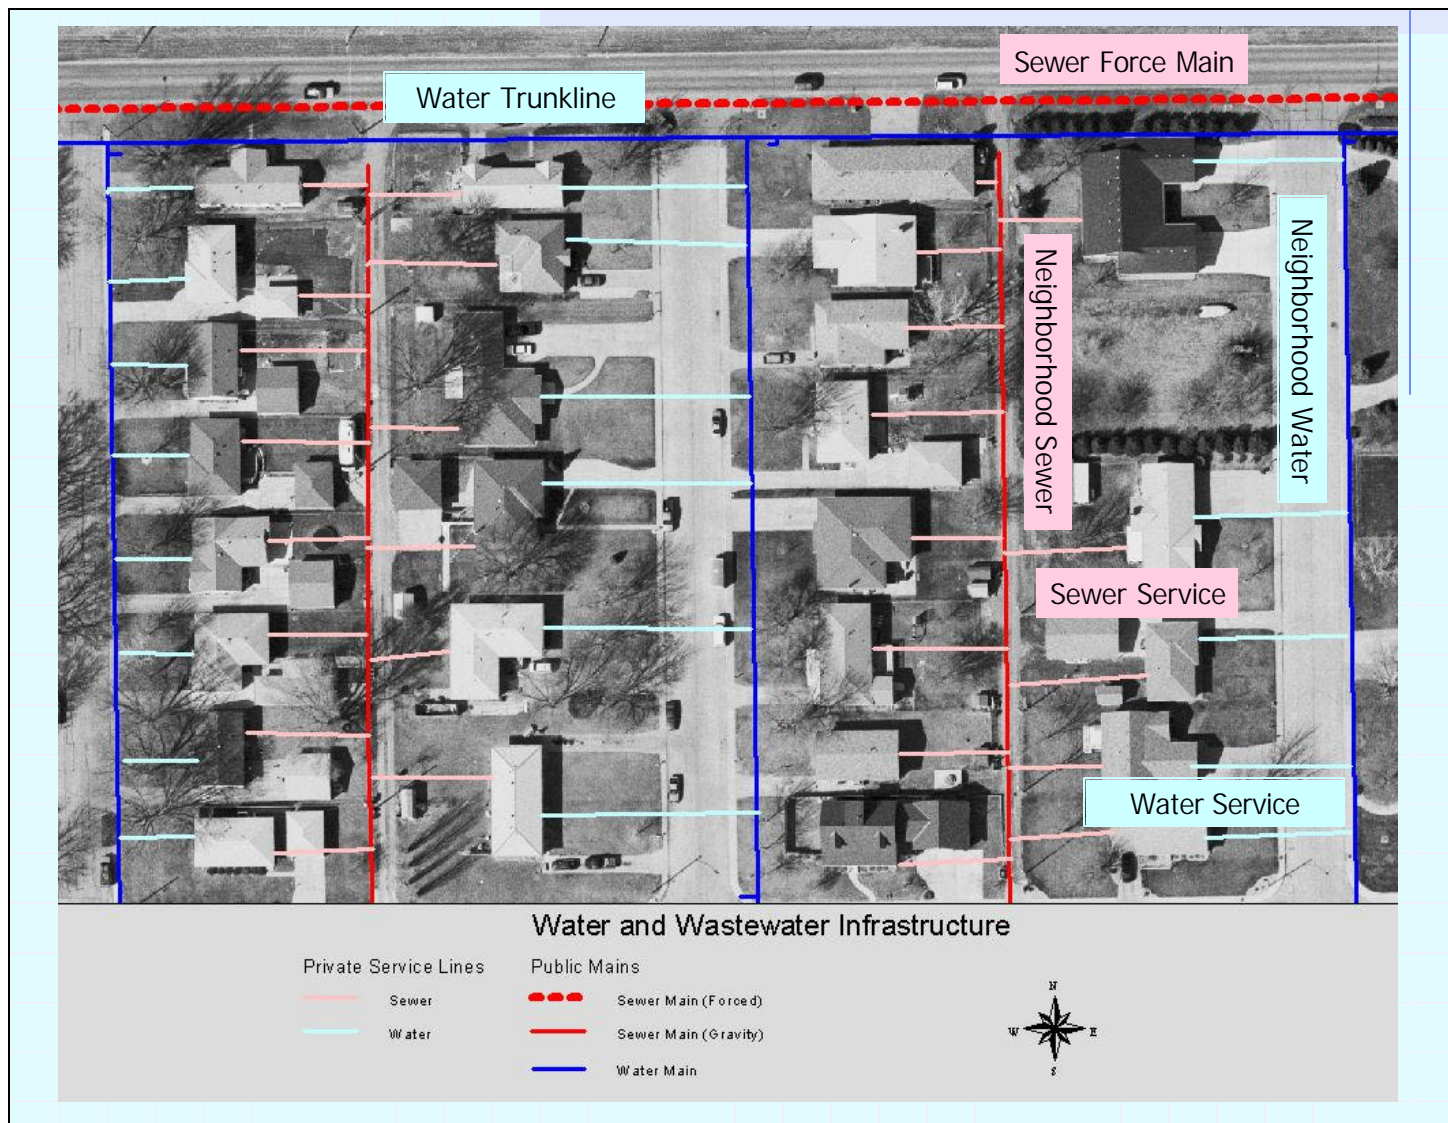 Sewer Force Main
Water Trunkline
Neighborhood Sewer
Neighborhood Water
Sewer Service
Water Service
Water and Wastewater Infrastructure
Private Service Lines
Sewer
Water
Public Mains
Sewer Main (Forced)
Sewer Main (Gravity)
Water Main
N
W
E
S